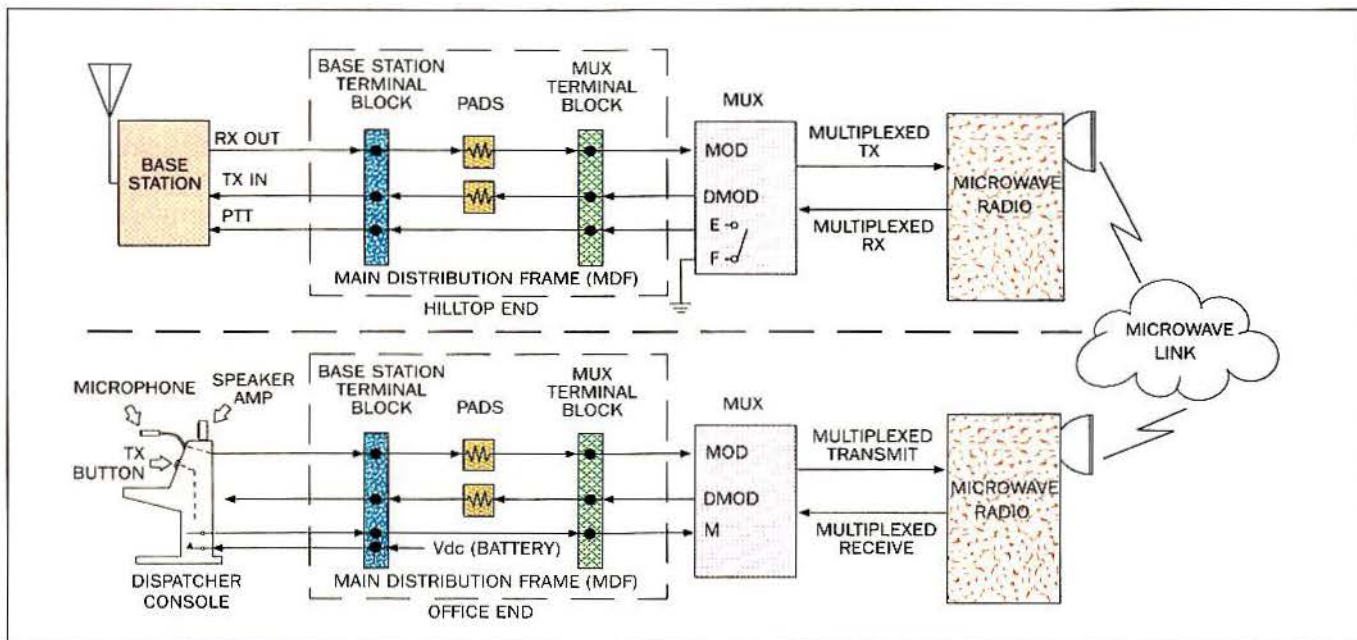 BASE STATION
TERMINAL
BLOCK
PADS
MUX
TERMINAL
BLOCK
MUX
BASE
STATION
RX OUT
TX IN
PTT
MOD
DMOD
E
F
MULTIPLEXED
TX
MULTIPLEXED
RX
MICROWAVE
RADIO
MAIN DISTRIBUTION FRAME (MDF)
HILLTOP END
MICROWAVE
LINK
MICROPHONE
SPEAKER
AMP
TX
BUTTON
DISPATCHER
CONSOLE
BASE STATION
TERMINAL
BLOCK
PADS
MUX
TERMINAL
BLOCK
Vdc (BATTERY)
MAIN DISTRIBUTION FRAME (MDF)
OFFICE END
MUX
MOD
DMOD
M
MULTIPLEXED
TRANSMIT
MULTIPLEXED
RECEIVE
MICROWAVE
RADIO